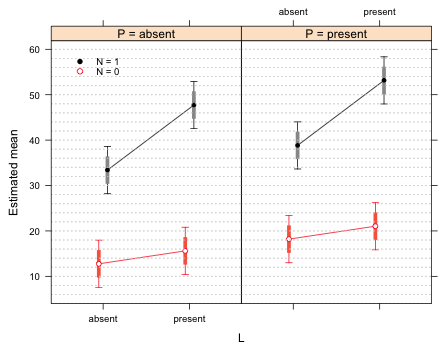 absent present
P = absent P = present
60
N = 1
N = 0
50
40
30
20
10
Estimated mean
absent present
L